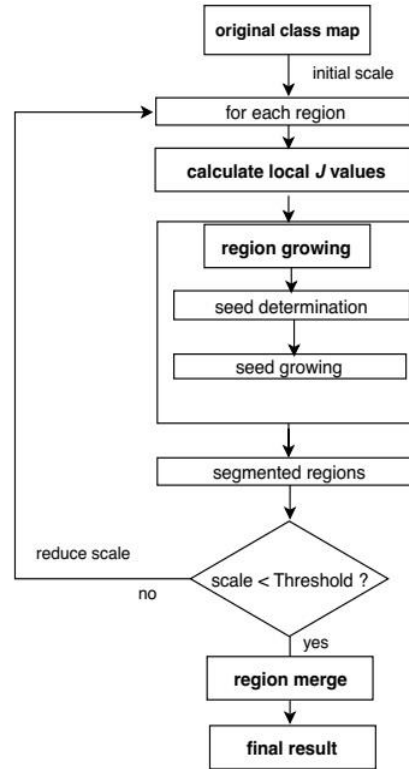 original class map
initial scale
for each region
calculate local J values
region growing
seed determination
seed growing
segmented regions
reduce scale
scale < Threshold ?
no
yes
region merge
final result